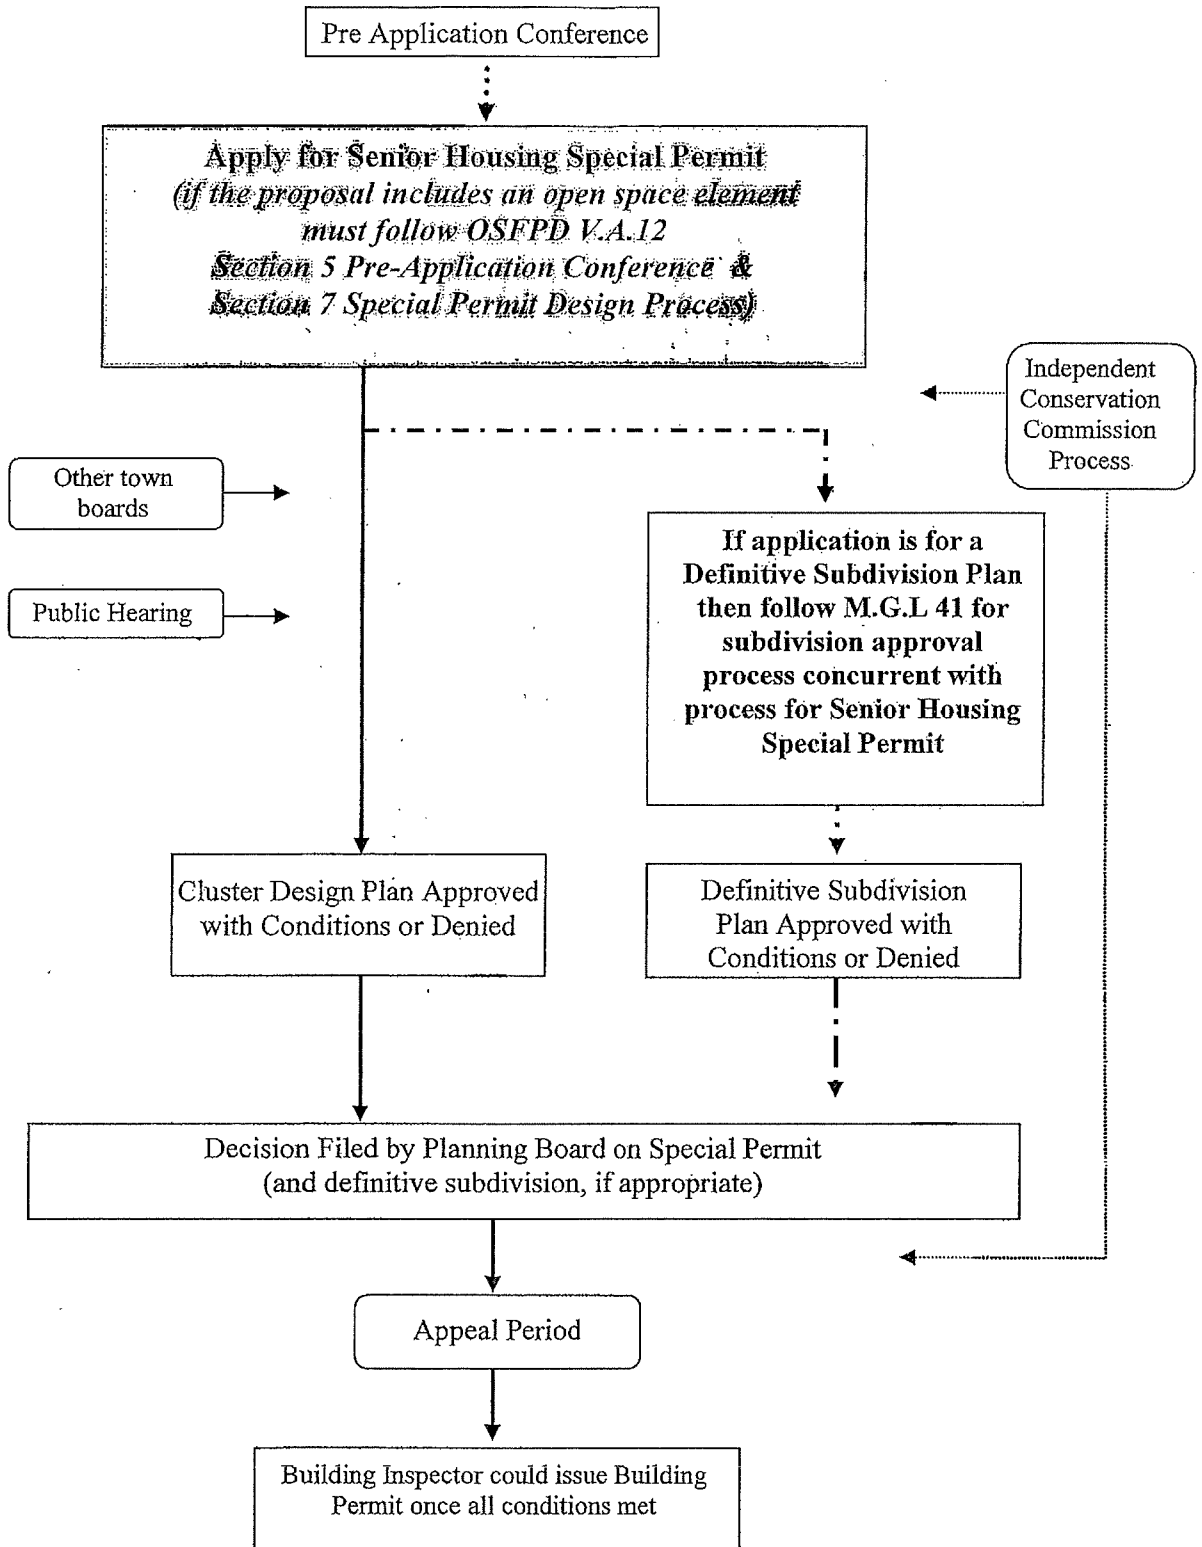 Pre Application Conference
Apply for Senior Housing Special Permit
(if the proposal includes an open space element
must follow OSFPD V.A.12
Section 5 Pre-Application Conference &
Section 7 Special Permit Design Process)
Independent
Conservation
Commission
Process
Other town
boards
Public Hearing
If application is for a
Definitive Subdivision Plan
then follow M.G.L 41 for
subdivision approval
process concurrent with
process for Senior Housing
Special Permit
Cluster Design Plan Approved
with Conditions or Denied
Definitive Subdivision
Plan Approved with
Conditions or Denied
Decision Filed by Planning Board on Special Permit
(and definitive subdivision, if appropriate)
Appeal Period
Building Inspector could issue Building
Permit once all conditions met